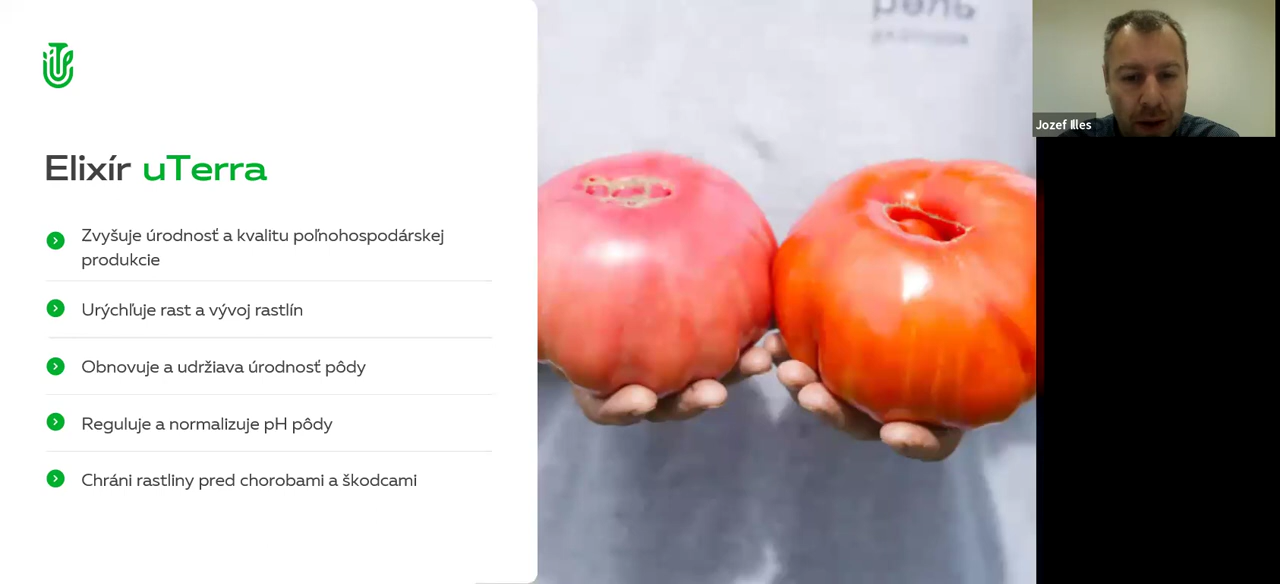 Elixír uTerra
Zvyšuje úrodnosť a kvalitu poľnohospodárskej
produkcie
Urýchľuje rast a vývoj rastlín
Obnovuje a udržiava úrodnosť pôdy
Reguluje a normalizuje pH pôdy
Chráni rastliny pred chorobami a škodcami
Jozef Illes